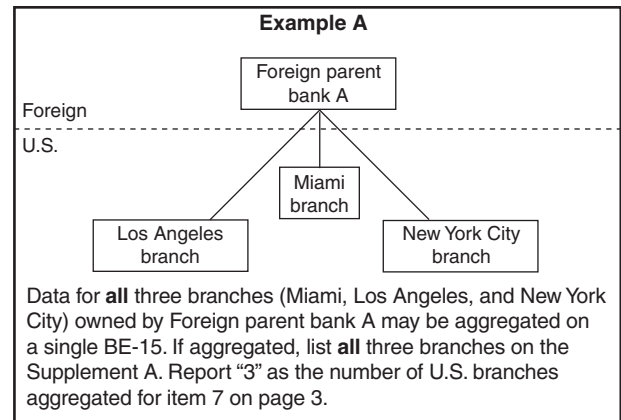 Example A
Foreign parent
bank A
Foreign
U.S.
Miami
branch
Los Angeles
branch
New York City
branch
Data for all three branches (Miami, Los Angeles, and New York
City) owned by Foreign parent bank A may be aggregated on
a single BE-15. If aggregated, list all three branches on the
Supplement A. Report “3” as the number of U.S. branches
aggregated for item 7 on page 3.